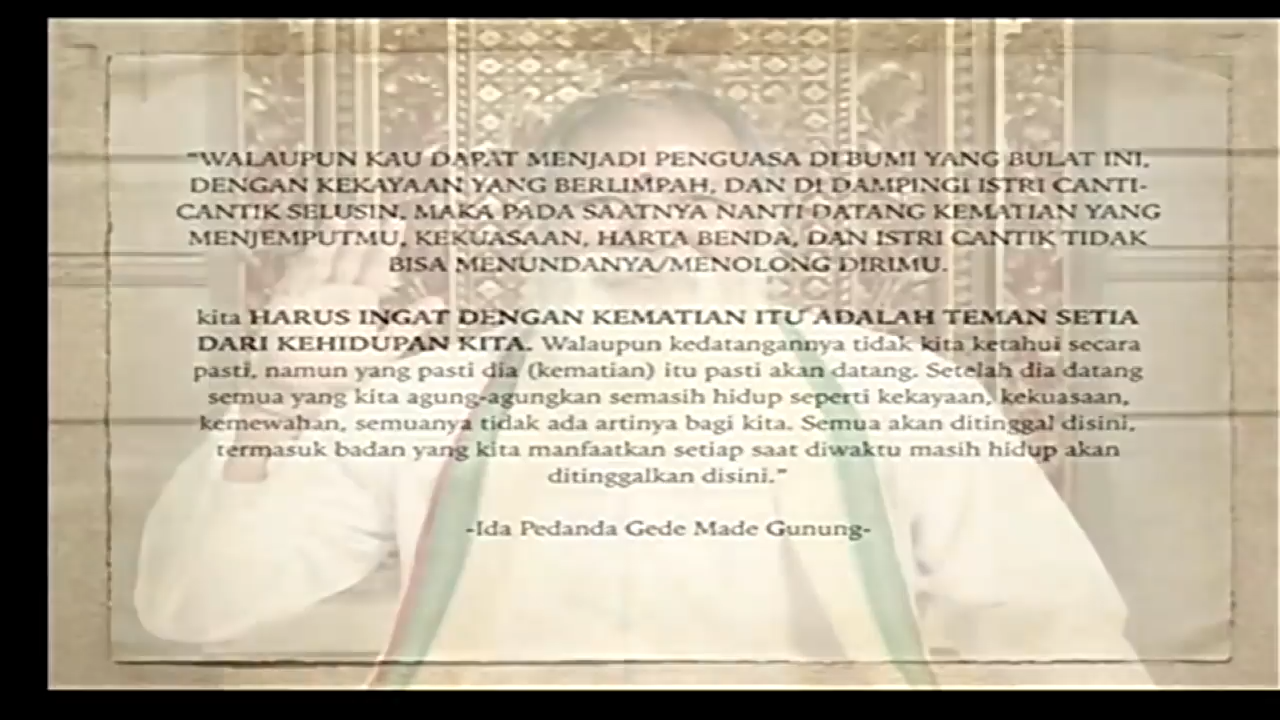 "WALAUPUN KAU DAPAT MENJADI PENGUASA DI BUMI YANG BULAT INI,
DENGAN KEKAYAAN YANG BERLIMPAH, DAN DI DAMPINGI ISTRI CANTI-
CANTIK SELUSIN, MAKA PADA SAATNYA NANTI DATANG KEMATIAN YANG
MENJEMPUTMU, KEKUASAAN, HARTA BENDA, DAN ISTRI CANTIK TIDAK
BISA MENUNDANYA/MENOLONG DIRIMU.
kita HARUS INGAT DENGAN KEMATIAN ITU ADALAH TEMAN SETIA
DARI KEHIDUPAN KITA. Walaupun kedatangannya tidak kita ketahui secara
pasti, namun yang pasti dia (kematian) itu pasti akan datang. Setelah dia datang
semua yang kita agung-agungkan semasih hidup seperti kekayaan, kekuasaan,
kemewahan, semuanya tidak ada artinya bagi kita. Semua akan ditinggal disini,
termasuk badan yang kita manfaatkan setiap saat diwaktu masih hidup akan
ditinggalkan disini."
-Ida Pedanda Gede Made Gunung-